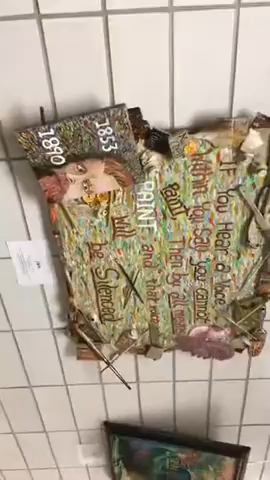 1853
1890
IF You Hear a voice
Within you say you cannot
Paint Then by all means
PAINT and that voice
will be Silenced